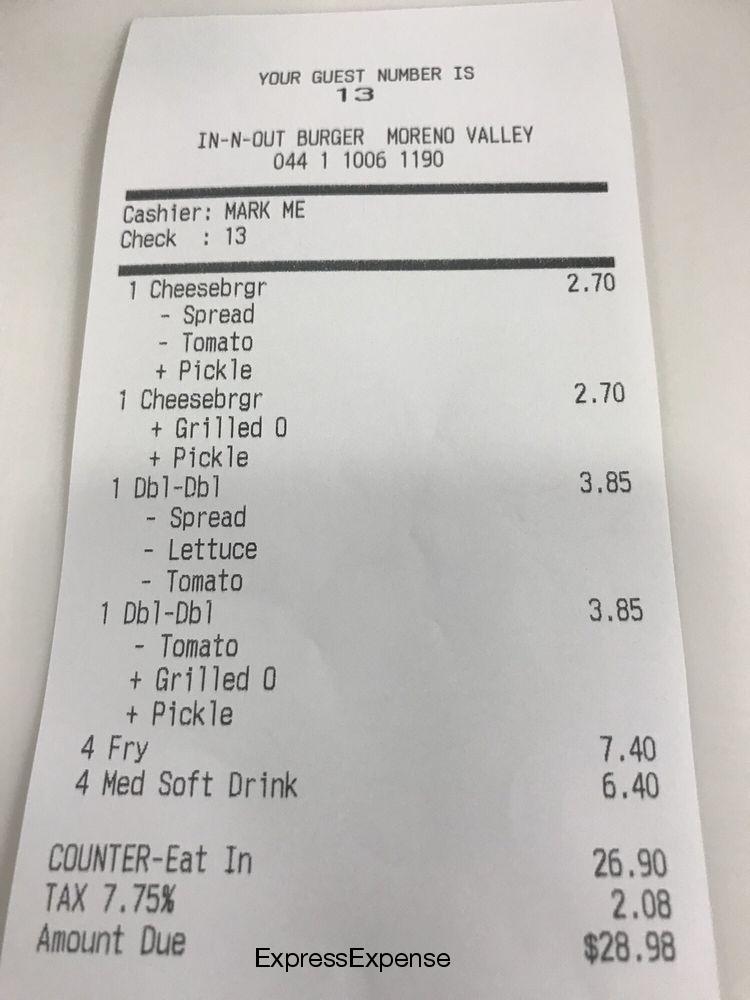 YOUR GUEST NUMBER IS
13
IN-N-OUT BURGER MORENO VALLEY
044 1 1006 1190
Cashier: MARK ME
Check : 13
1 Cheesebrgr 2.70
- Spread
- Tomato
+ Pickle
1 Cheesebrgr 2.70
+ Grilled O
+ Pickle
1 Dbl-Dbl 3.85
- Spread
- Lettuce
- Tomato
1 Dbl-Dbl 3.85
- Tomato
+ Grilled O
+ Pickle
4 Fry 7.40
4 Med Soft Drink 6.40
COUNTER-Eat In 26.90
TAX 7.75% 2.08
Amount Due $28.98
ExpressExpense